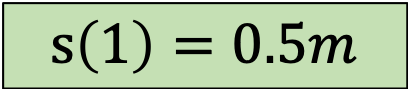 s(1) = 0.5m